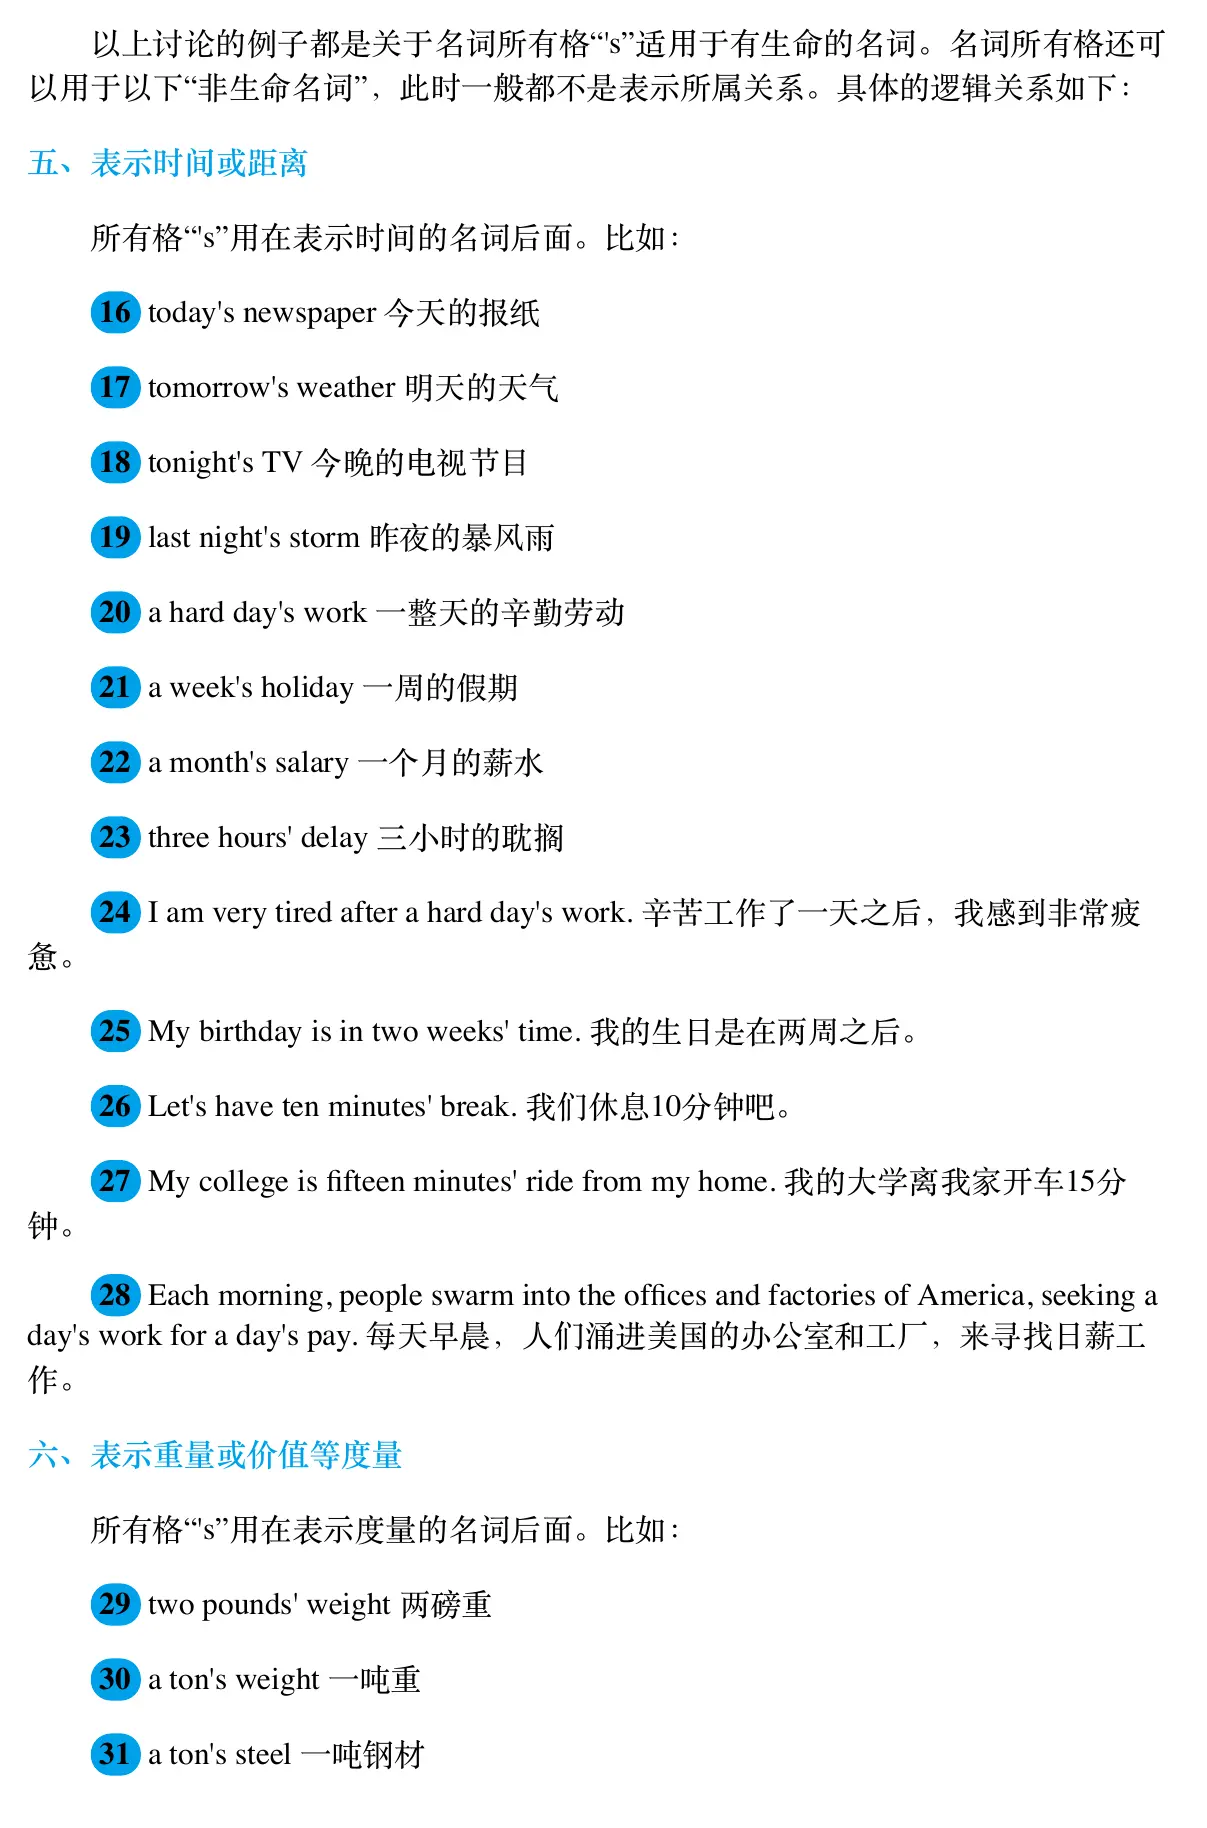 以上讨论的例子都是关于名词所有格“'s”适用于有生命的名词。名词所有格还可
以用于以下“非生命名词”，此时一般都不是表示所属关系。具体的逻辑关系如下：
五、表示时间或距离
所有格“'s”用在表示时间的名词后面。比如：
16 today's newspaper 今天的报纸
17 tomorrow's weather 明天的天气
18 tonight's TV 今晚的电视节目
19 last night's storm 昨夜的暴风雨
20 a hard day's work 一整天的辛勤劳动
21 a week's holiday 一周的假期
22 a month's salary 一个月的薪水
23 three hours' delay 三小时的耽搁
24 I am very tired after a hard day's work. 辛苦工作了一天之后，我感到非常疲
惫。
25 My birthday is in two weeks' time. 我的生日是在两周之后。
26 Let's have ten minutes' break. 我们休息10分钟吧。
27 My college is fifteen minutes' ride from my home. 我的大学离我家开车15分
钟。
28 Each morning, people swarm into the offices and factories of America, seeking a
day's work for a day's pay. 每天早晨，人们涌进美国的办公室和工厂，来寻找日薪工
作。
六、表示重量或价值等度量
所有格“'s”用在表示度量的名词后面。比如：
29 two pounds' weight 两磅重
30 a ton's weight 一吨重
31 a ton's steel 一吨钢材